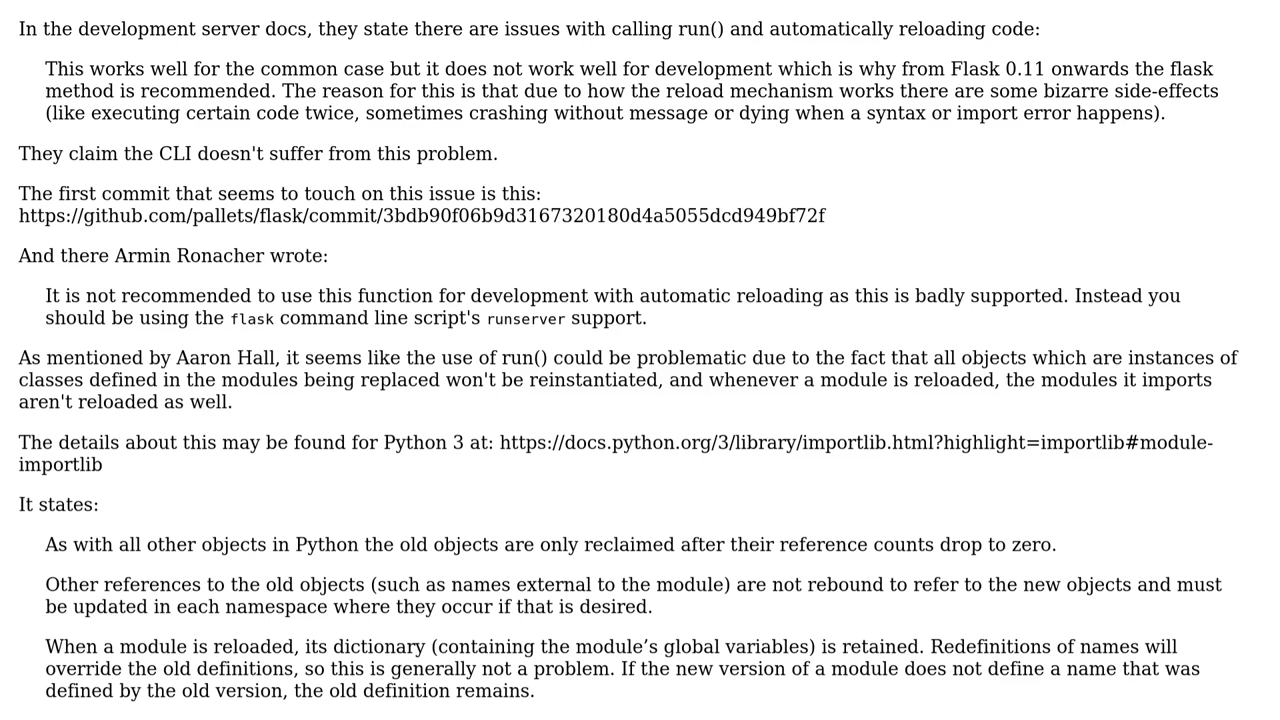 In the development server docs, they state there are issues with calling run() and automatically reloading code:
This works well for the common case but it does not work well for development which is why from Flask 0.11 onwards the flask
method is recommended. The reason for this is that due to how the reload mechanism works there are some bizarre side-effects
(like executing certain code twice, sometimes crashing without message or dying when a syntax or import error happens).
They claim the CLI doesn't suffer from this problem.
The first commit that seems to touch on this issue is this:
https://github.com/pallets/flask/commit/3bdb90f06b9d3167320180d4a5055dcd949bf72f
And there Armin Ronacher wrote:
It is not recommended to use this function for development with automatic reloading as this is badly supported. Instead you
should be using the flask command line script's runserver support.
As mentioned by Aaron Hall, it seems like the use of run() could be problematic due to the fact that all objects which are instances of
classes defined in the modules being replaced won't be reinstantiated, and whenever a module is reloaded, the modules it imports
aren't reloaded as well.
The details about this may be found for Python 3 at: https://docs.python.org/3/library/importlib.html?highlight=importlib#module-
importlib
It states:
As with all other objects in Python the old objects are only reclaimed after their reference counts drop to zero.
Other references to the old objects (such as names external to the module) are not rebound to refer to the new objects and must
be updated in each namespace where they occur if that is desired.
When a module is reloaded, its dictionary (containing the module’s global variables) is retained. Redefinitions of names will
override the old definitions, so this is generally not a problem. If the new version of a module does not define a name that was
defined by the old version, the old definition remains.